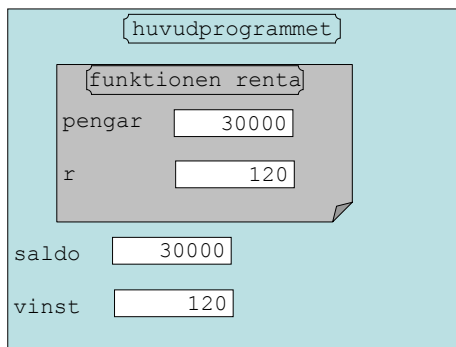 huvudprogrammet
funktionen renta
pengar 30000
r 120
saldo 30000
vinst 120